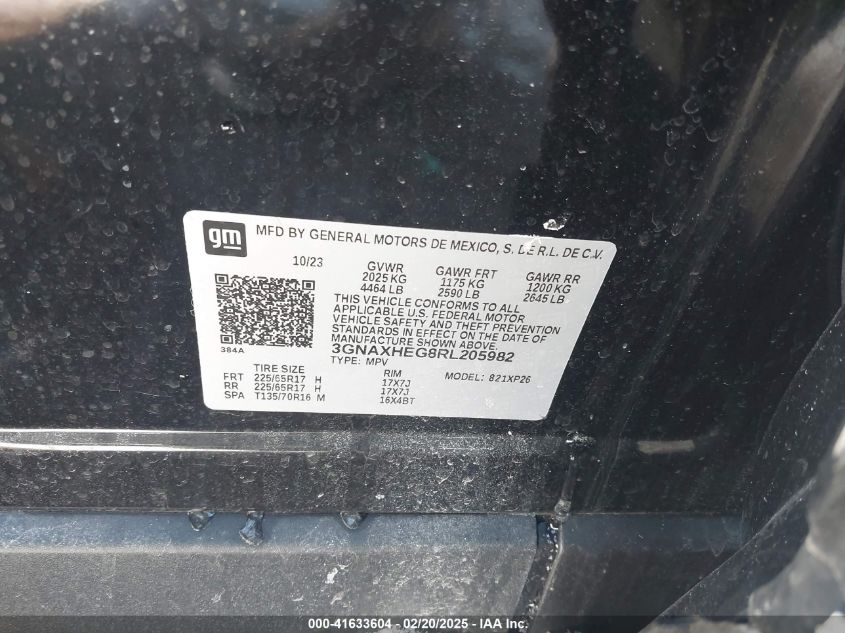 gm
MFD BY GENERAL MOTORS DE MEXICO, S. DE R.L. DE C.V.
10/23 GVWR GAWR FRT GAWR RR
2025 KG 1175 KG 1200 KG
4464 LB 2590 LB 2645 LB
THIS VEHICLE CONFORMS TO ALL
APPLICABLE U.S. FEDERAL MOTOR
VEHICLE SAFETY AND THEFT PREVENTION
STANDARDS IN EFFECT ON THE DATE OF
MANUFACTURE SHOWN ABOVE.
384A
3GNAXHEG8RL205982
TYPE: MPV MODEL: 821XP26
TIRE SIZE RIM
FRT 225/65R17 H 17X7J
RR 225/65R17 H 17X7J
SPA T135/70R16 M 16X4BT
000-41633604 — 02/20/2025 — IAAI, Inc. Copyright